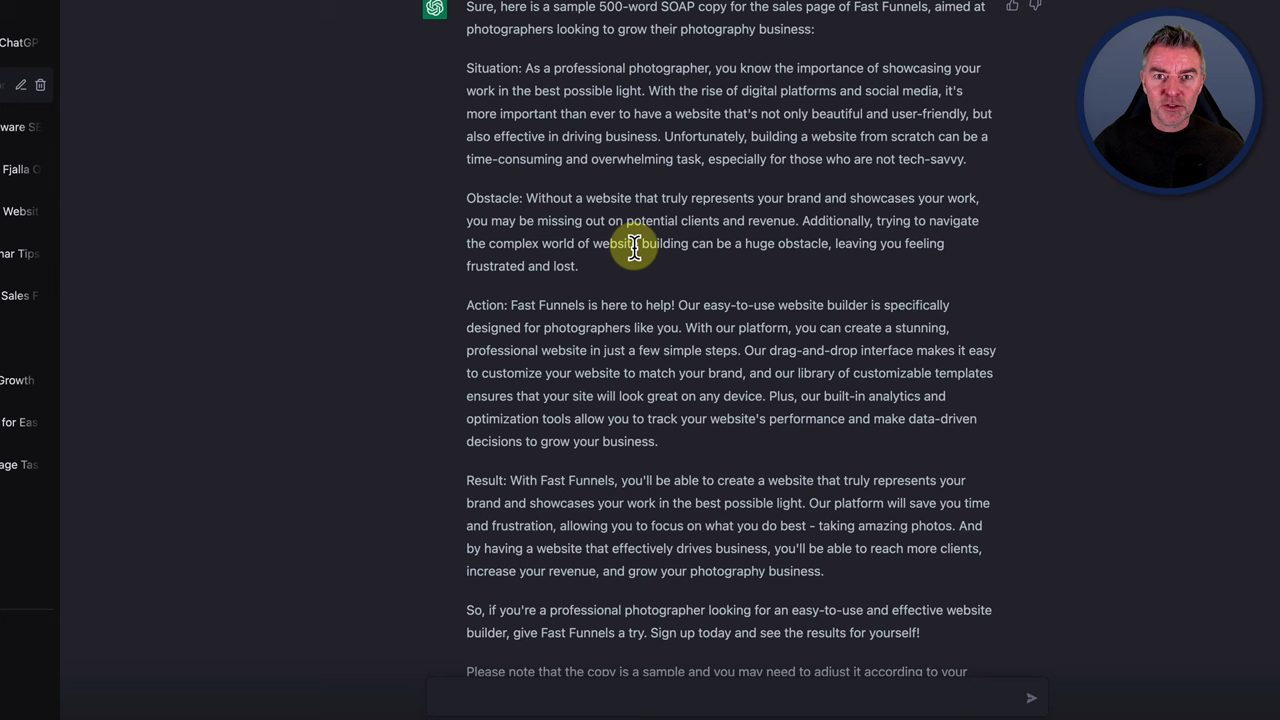 Sure, here is a sample 500-word SOAP copy for the sales page of Fast Funnels, aimed at
photographers looking to grow their photography business:
ChatGP
Situation: As a professional photographer, you know the importance of showcasing your
work in the best possible light. With the rise of digital platforms and social media, it's
more important than ever to have a website that's not only beautiful and user-friendly, but
also effective in driving business. Unfortunately, building a website from scratch can be a
time-consuming and overwhelming task, especially for those who are not tech-savvy.
ware SE
Fjalla O
Websit
nar Tips
Sales F
Growth
for Eas
age Tas
Obstacle: Without a website that truly represents your brand and showcases your work,
you may be missing out on potential clients and revenue. Additionally, trying to navigate
the complex world of website building can be a huge obstacle, leaving you feeling
frustrated and lost.
Action: Fast Funnels is here to help! Our easy-to-use website builder is specifically
designed for photographers like you. With our platform, you can create a stunning,
professional website in just a few simple steps. Our drag-and-drop interface makes it easy
to customize your website to match your brand, and our library of customizable templates
ensures that your site will look great on any device. Plus, our built-in analytics and
optimization tools allow you to track your website's performance and make data-driven
decisions to grow your business.
Result: With Fast Funnels, you'll be able to create a website that truly represents your
brand and showcases your work in the best possible light. Our platform will save you time
and frustration, allowing you to focus on what you do best - taking amazing photos. And
by having a website that effectively drives business, you'll be able to reach more clients,
increase your revenue, and grow your photography business.
So, if you're a professional photographer looking for an easy-to-use and effective website
builder, give Fast Funnels a try. Sign up today and see the results for yourself!
Please note that the copy is a sample and you may need to adjust it according to your